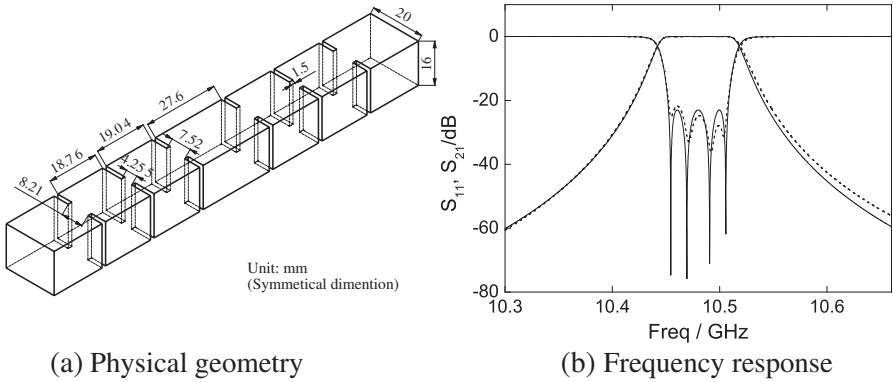 20
16
1.5
27.6
19.04
18.76
7.52
4.25.5
8.21
Unit: mm
(Symmetical dimention)
(a) Physical geometry
S11, S21/dB
0
-20
-40
-60
-80
10.3 10.4 10.5 10.6
Freq / GHz
(b) Frequency response